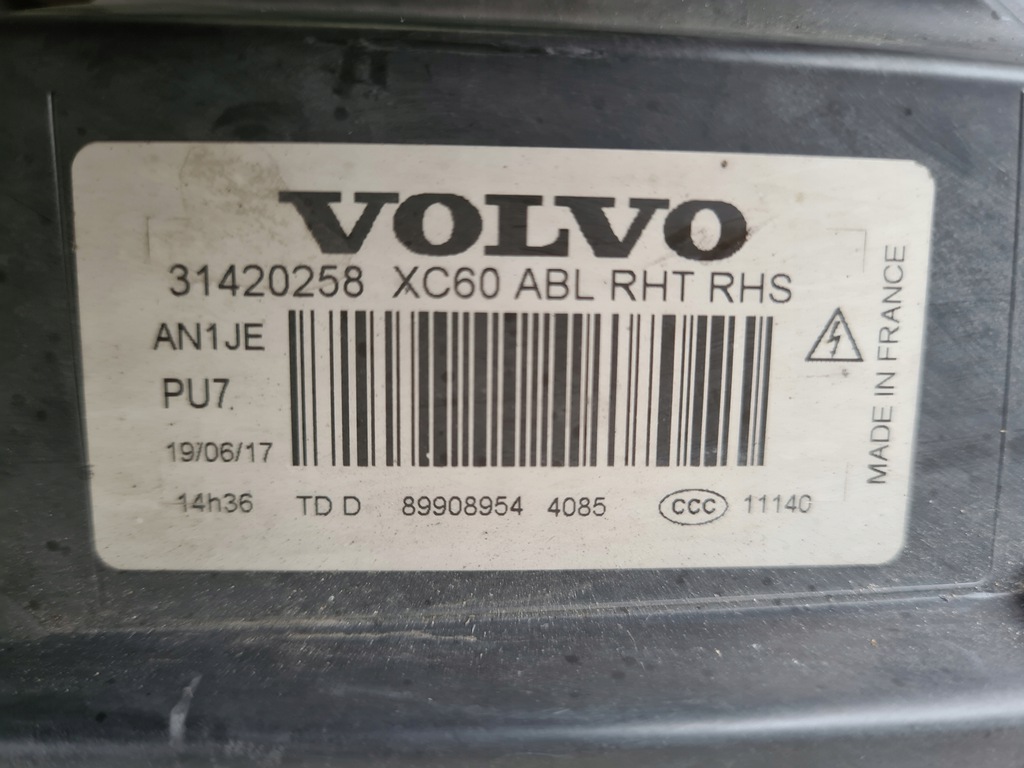 VOLVO
31420258 XC60 ABL RHT RHS
AN1JE
PU7
19/06/17
14h36 TD D 89908954 4085 CCC 11140
MADE IN FRANCE